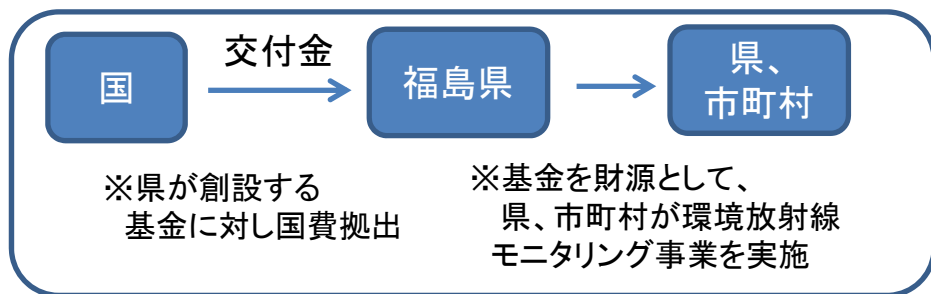 国
交付金
福島県
県、
市町村
※県が創設する
基金に対し国費拠出
※基金を財源として、
県、市町村が環境放射線
モニタリング事業を実施